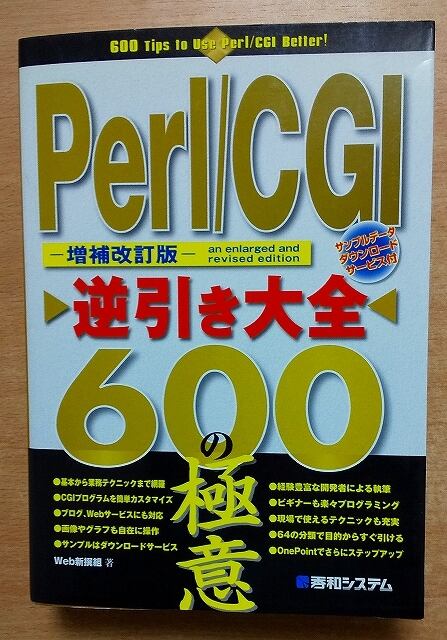 600 Tips to Use Perl/CGI Better!
Perl/CGI
－増補改訂版－
an enlarged and
revised edition
サンプルデータ
ダウンロード
サービス付
逆引き大全
600
の
極意
●基本から業務テクニックまで網羅
●CGIプログラムを簡単カスタマイズ
●ブログ、Webサービスにも対応
●画像やグラフも自在に操作
●サンプルはダウンロードサービス
Web新撰組 著
●経験豊富な開発者による執筆
●ビギナーも楽々プログラミング
●現場で使えるテクニックも充実
●64の分類で目的からすぐ引ける
●OnePointでさらにステップアップ
秀和システム